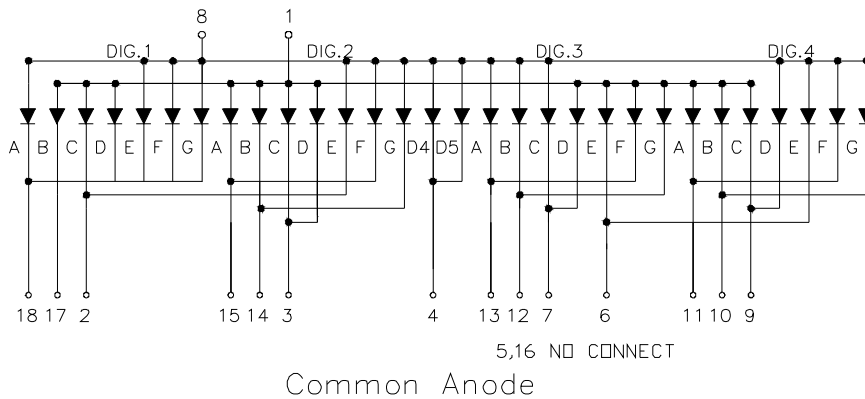 8 1
DIG.1 DIG.2 DIG.3 DIG.4
A B C D E F G A B C D E F G D4 D5 A B C D E F G A B C D E F G
18 17 2 15 14 3 4 13 12 7 6 11 10 9
5,16 NO CONNECT
Common Anode